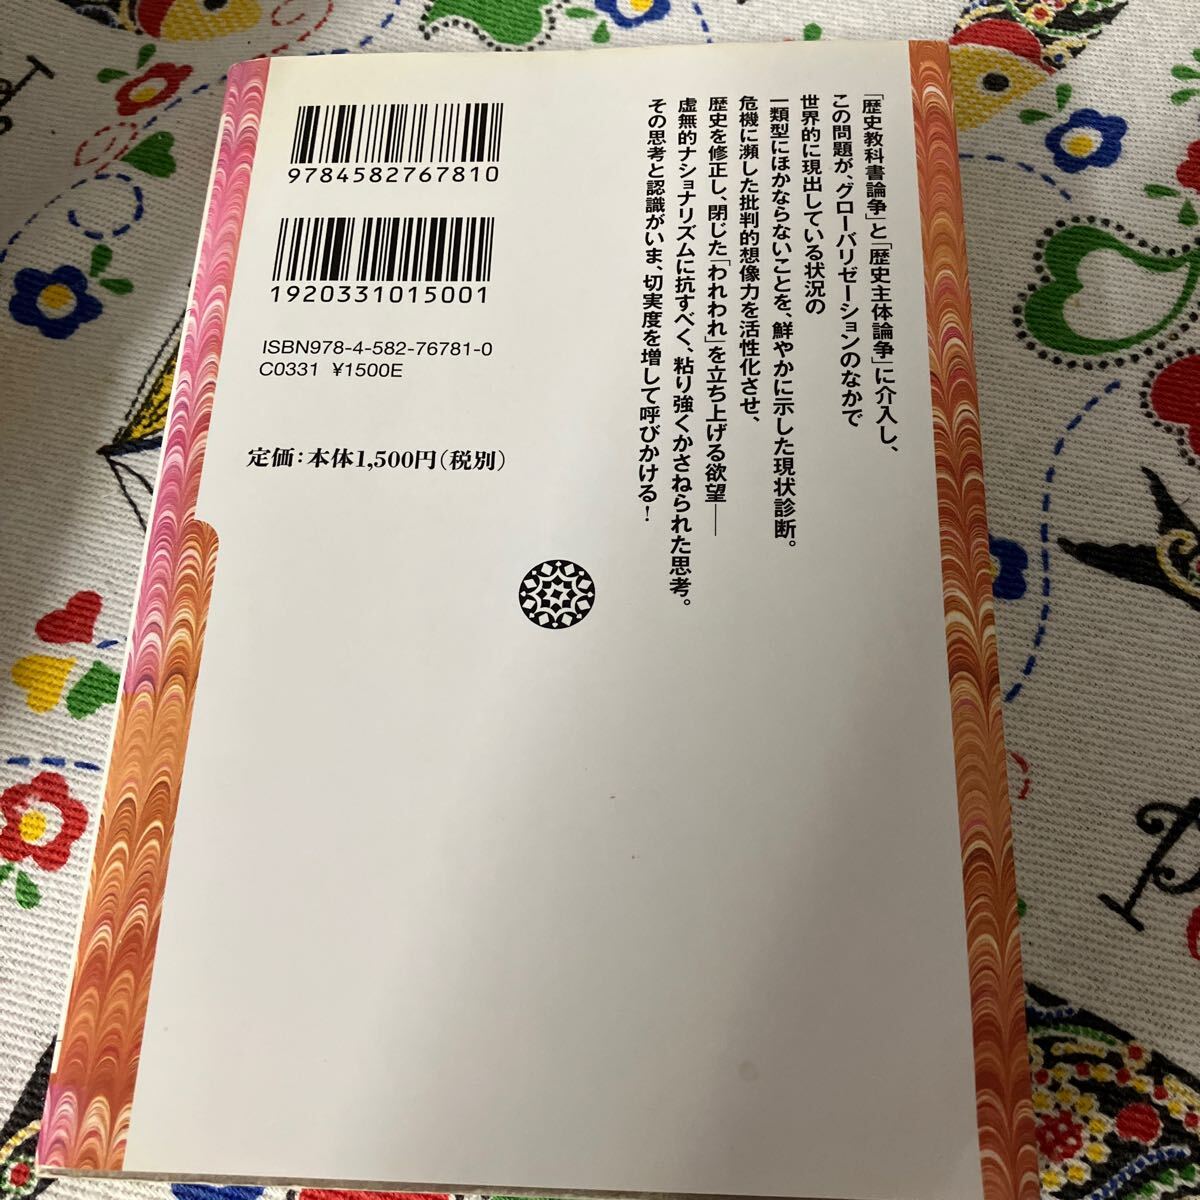 「歴史教科書論争」と「歴史主体論争」に介入し、
この問題が、グローバリゼーションのなかで
世界的に現出している状況の
一類型にほかならないことを、鮮やかに示した現状診断。
危機に瀕した批判的想像力を活性化させ、
歴史を修正し、閉じた「われわれ」を立ち上げる欲望――
虚無的ナショナリズムに抗すべく、粘り強くかさねられた思考。
その思考と認識がいま、切実度を増して呼びかける!
9784582767810
1920331015001
ISBN978-4-582-76781-0
C0331 ¥1500E
定価:本体1,500円(税別)